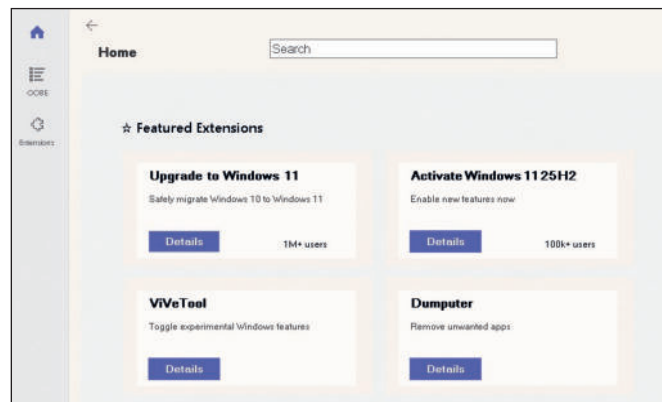 Home
Search
OOBE
Extensions
☆ Featured Extensions
Upgrade to Windows 11
Safely migrate Windows 10 to Windows 11
Details
1M+ users
Activate Windows 11 25H2
Enable new features now
Details
100k+ users
ViVeTool
Toggle experimental Windows features
Details
Dumputer
Remove unwanted apps
Details